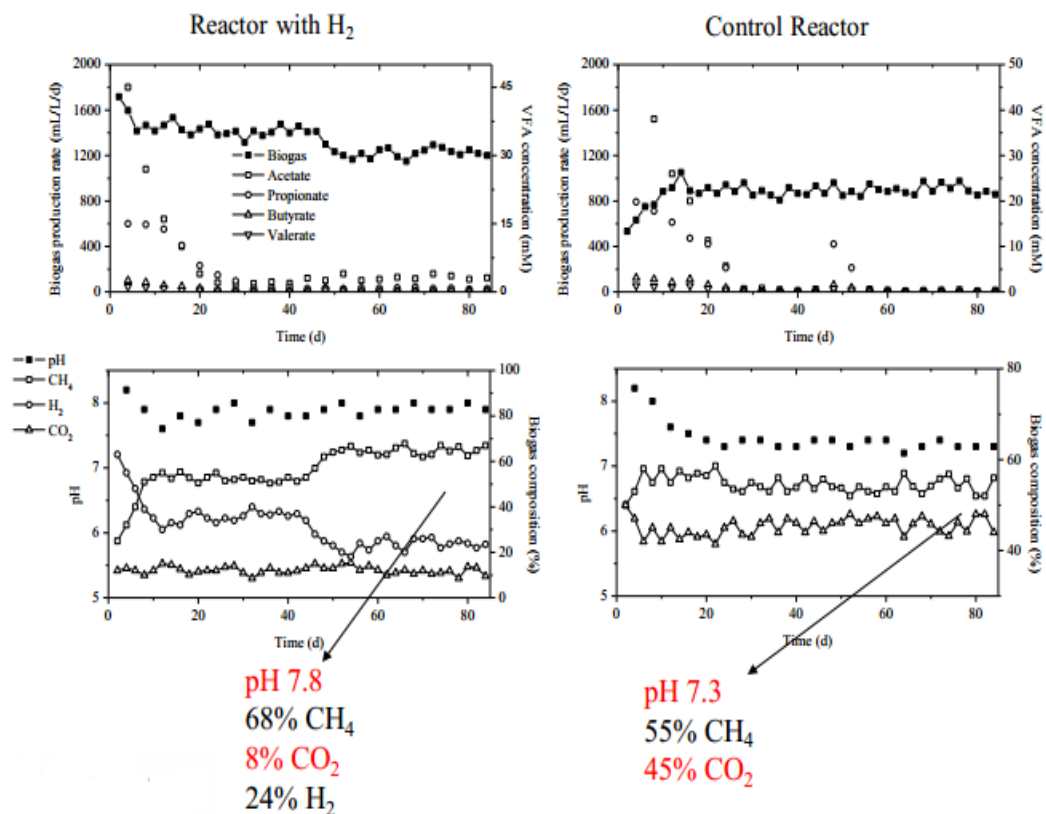 Reactor with H₂
Control Reactor
2000
1600
1200
800
400
0
Biogas production rate (mL/L/d)
0 20 40 60 80
Time (d)
45
30
15
0
VFA concentration (mM)
Biogas
Acetate
Propionate
Butyrate
Valerate
2000
1600
1200
800
400
0
Biogas production rate (mL/L/d)
0 20 40 60 80
Time (d)
50
40
30
20
10
0
VFA concentration (mM)
pH
CH₄
H₂
CO₂
8
7
6
5
pH
0 20 40 60 80
Time (d)
100
80
60
40
20
0
Biogas composition (%)
8
7
6
5
pH
0 20 40 60 80
Time (d)
80
60
40
Biogas composition (%)
pH 7.8
68% CH₄
8% CO₂
24% H₂
pH 7.3
55% CH₄
45% CO₂